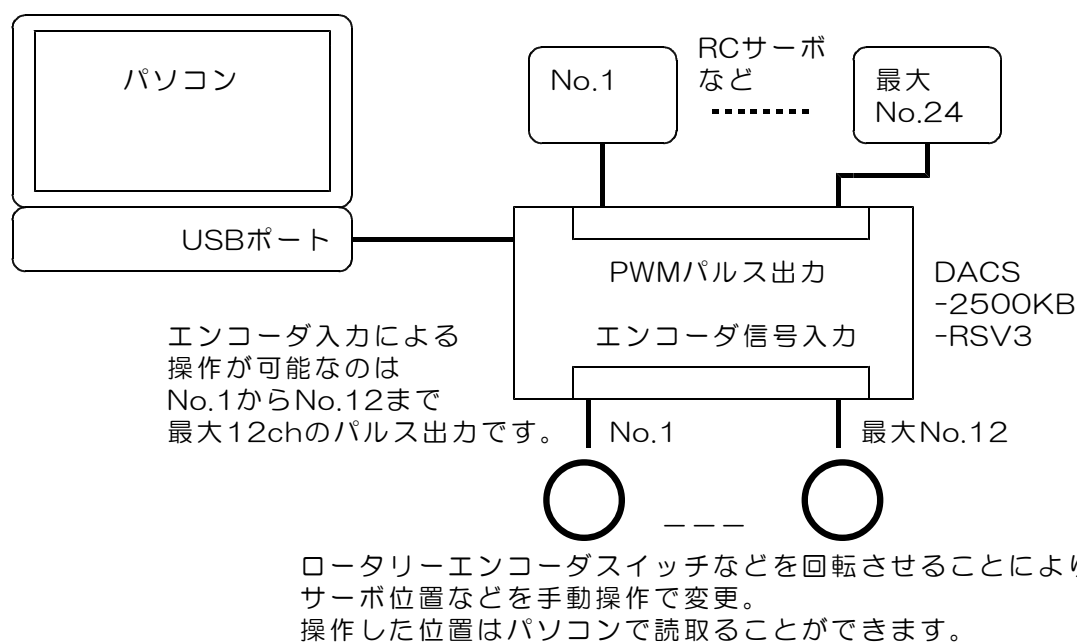 パソコン
USBポート
No.1
RCサーボ
など
最大
No.24
PWMパルス出力
エンコーダ信号入力
DACS
-2500KB
-RSV3
エンコーダ入力による
操作が可能なのは
No.1からNo.12まで
最大12chのパルス出力です。
No.1
最大No.12
ロータリーエンコーダスイッチなどを回転させることにより
サーボ位置などを手動操作で変更。
操作した位置はパソコンで読取ることができます。